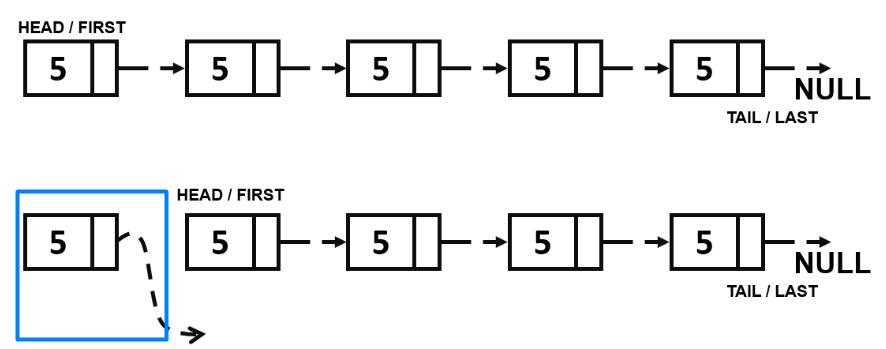 HEAD / FIRST
5 5 5 5 5
NULL
TAIL / LAST
HEAD / FIRST
5 5 5 5 5
NULL
TAIL / LAST